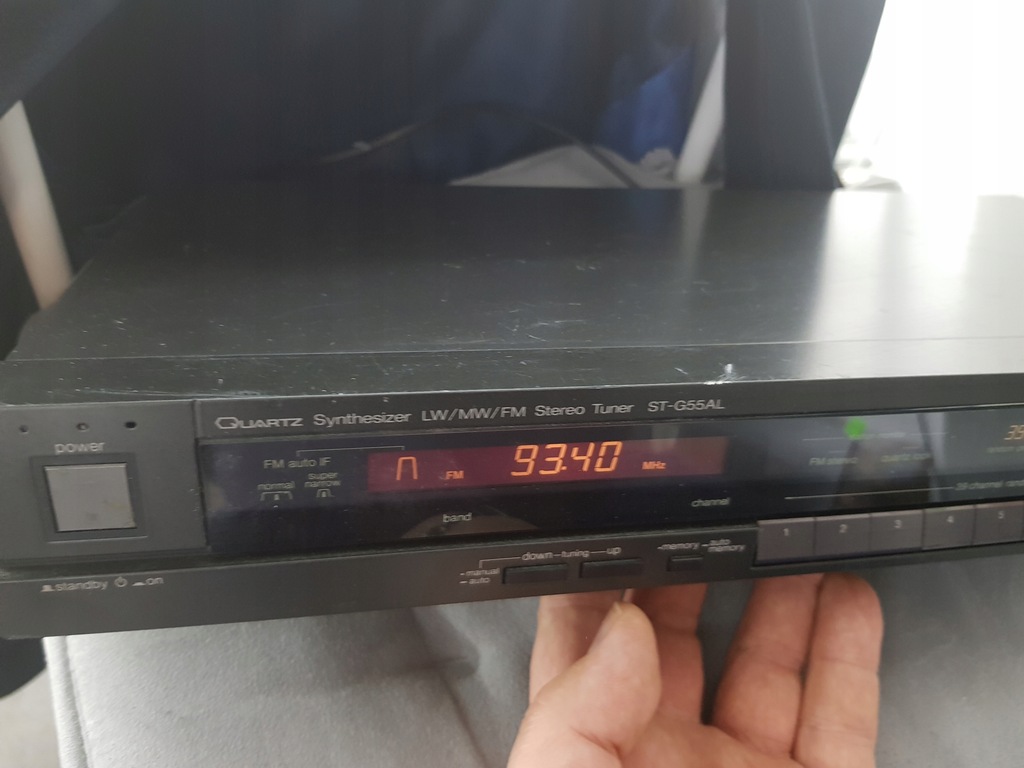 QUARTZ Synthesizer LW/MW/FM Stereo Tuner ST-G55AL
power
FM auto IF
normal super narrow
FM 93.40 MHz
FM stereo
39 channel
band
channel
1 2 3 4 5
down tuning up
manual
auto
memory auto memory
standby on